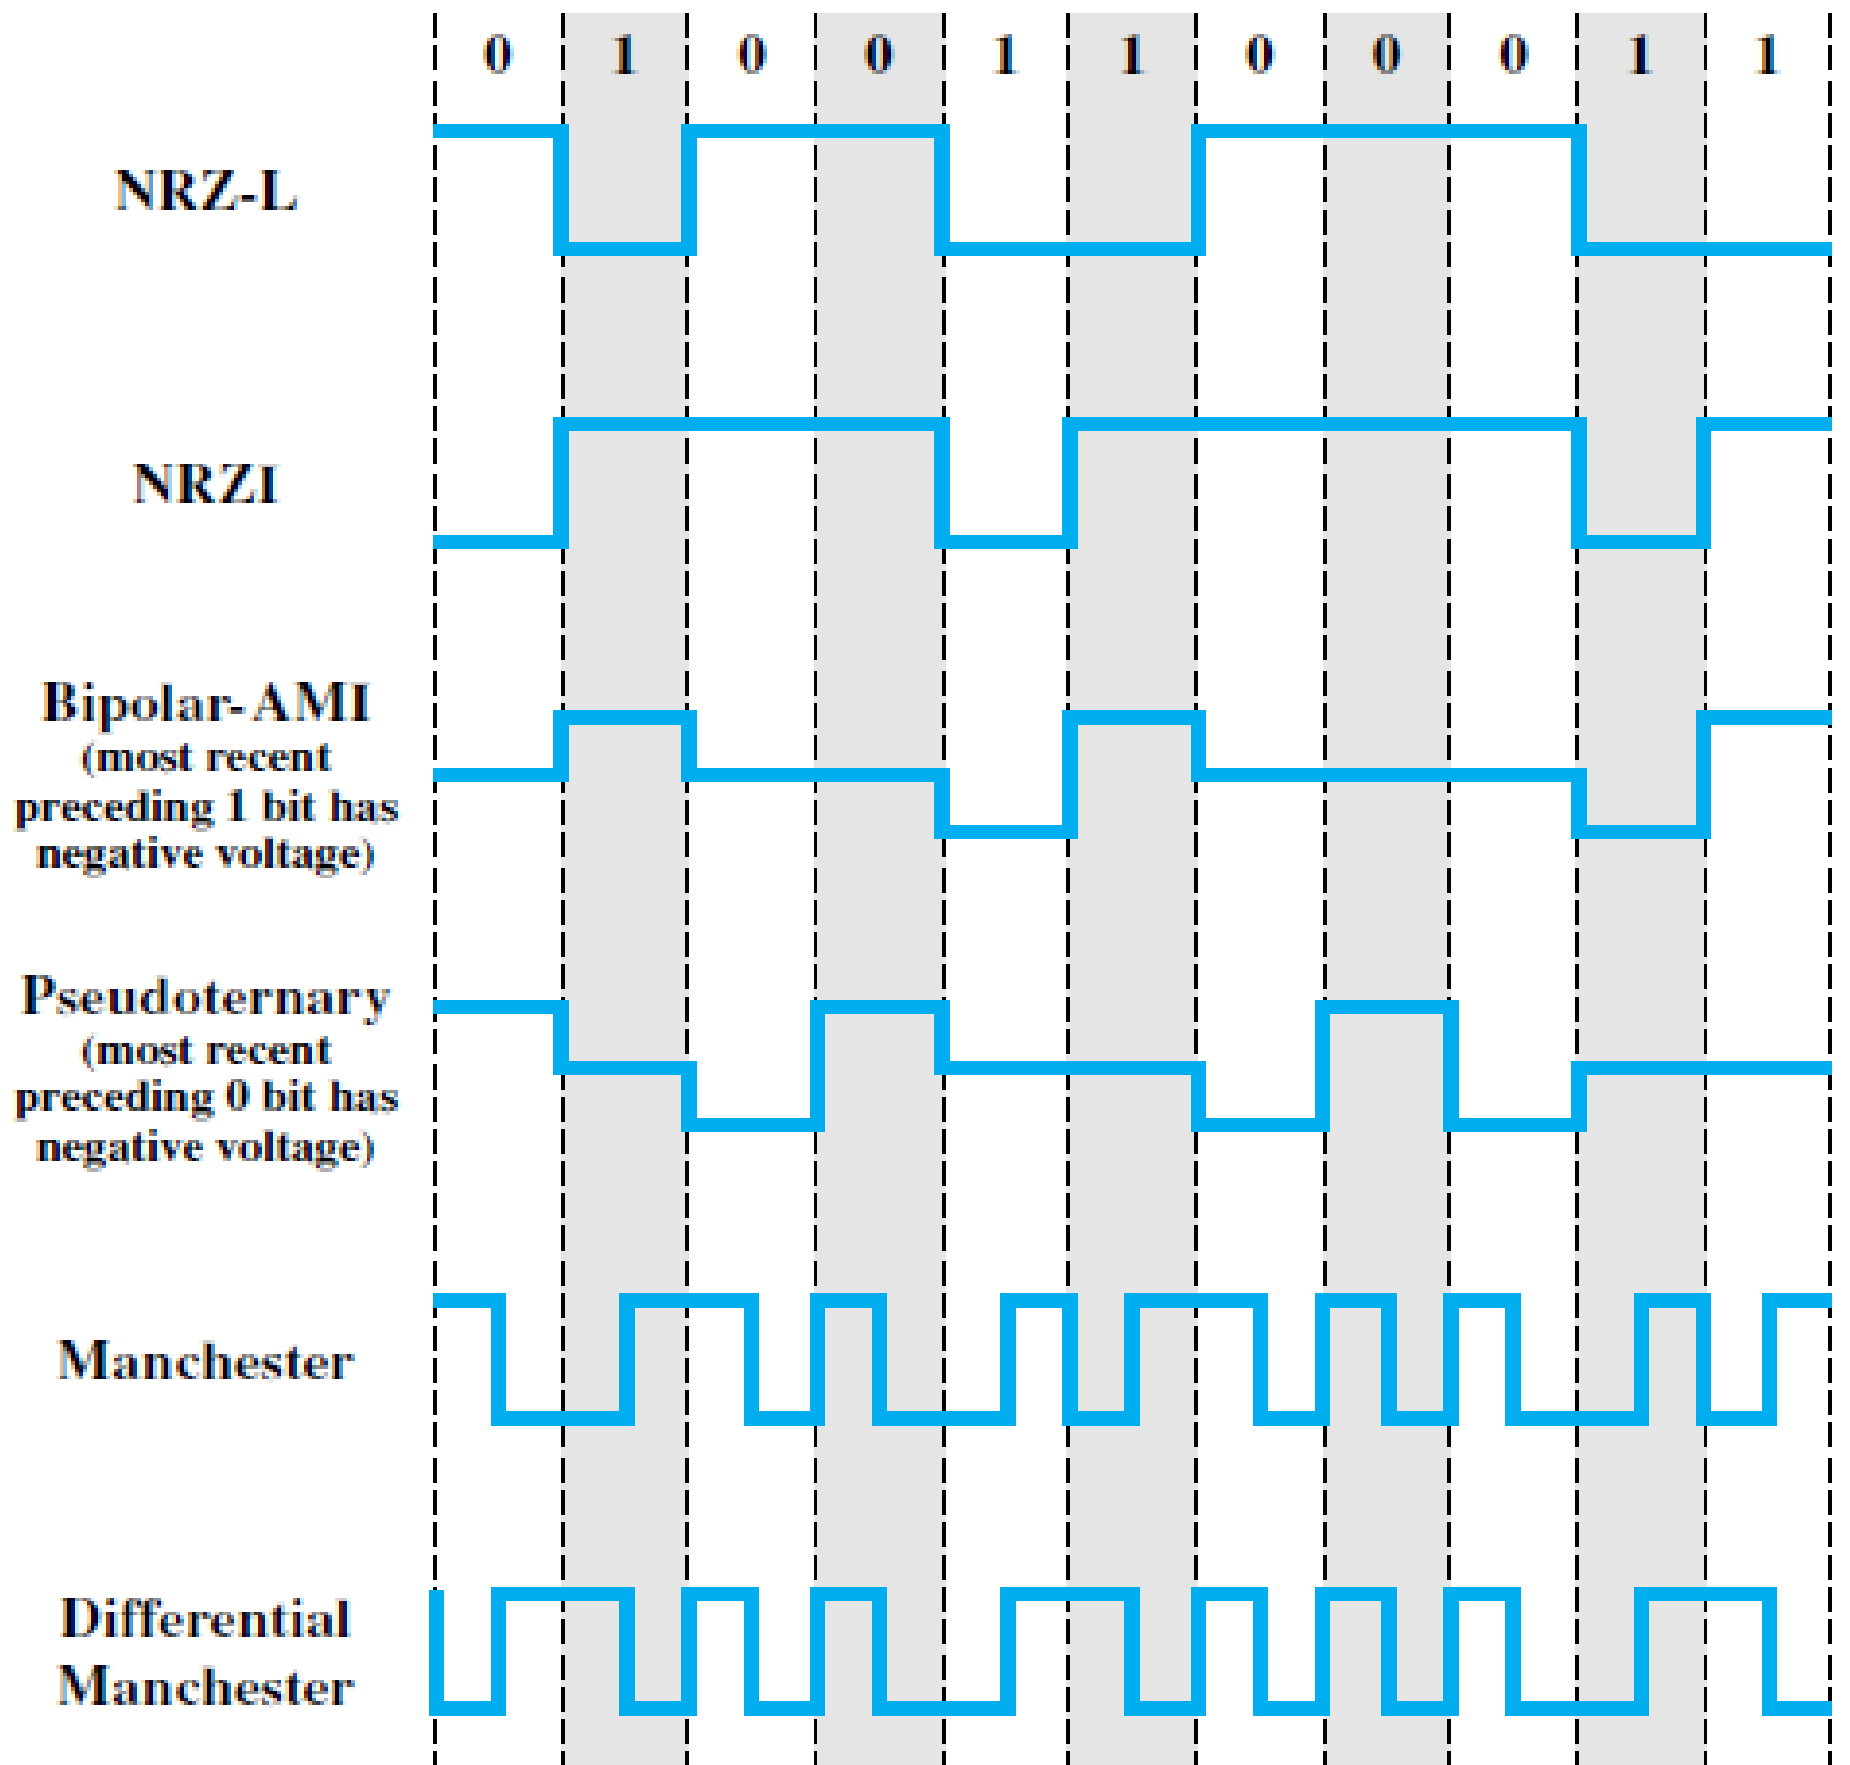 0 1 0 0 1 1 0 0 0 1 1
NRZ-L
NRZI
Bipolar-AMI
(most recent
preceding 1 bit has
negative voltage)
Pseudoternary
(most recent
preceding 0 bit has
negative voltage)
Manchester
Differential
Manchester